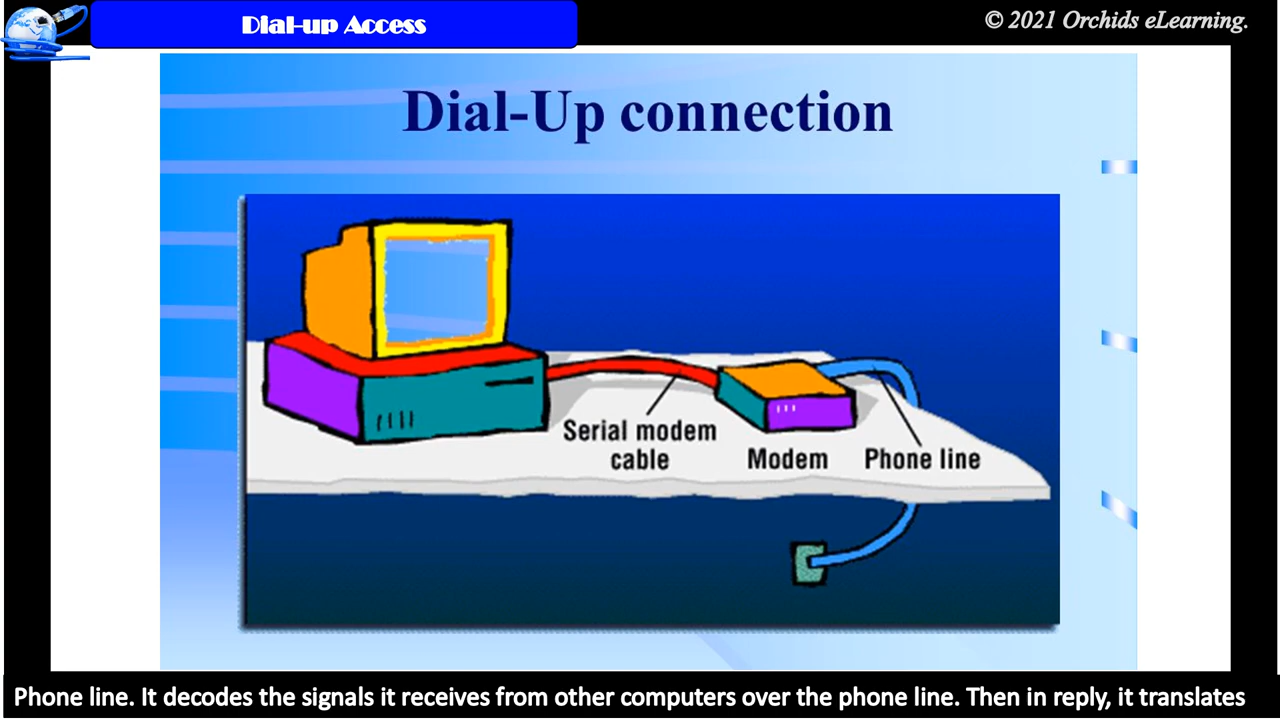 Dial-up Access
© 2021 Orchids eLearning.
Dial-Up connection
Serial modem
cable
Modem
Phone line
Phone line. It decodes the signals it receives from other computers over the phone line. Then in reply, it translates